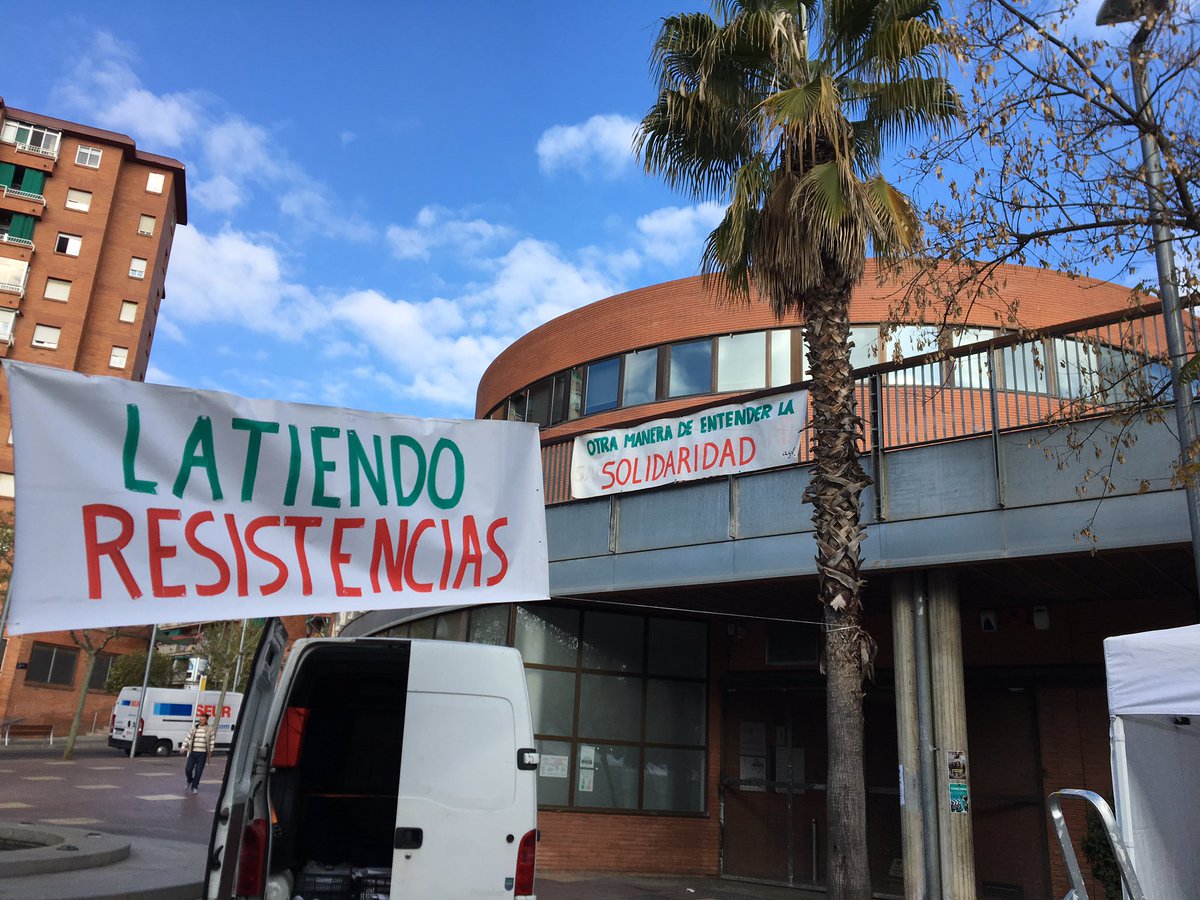 LATIENDO
RESISTENCIAS
OTRA MANERA DE ENTENDER LA
SOLIDARIDAD
SEUR